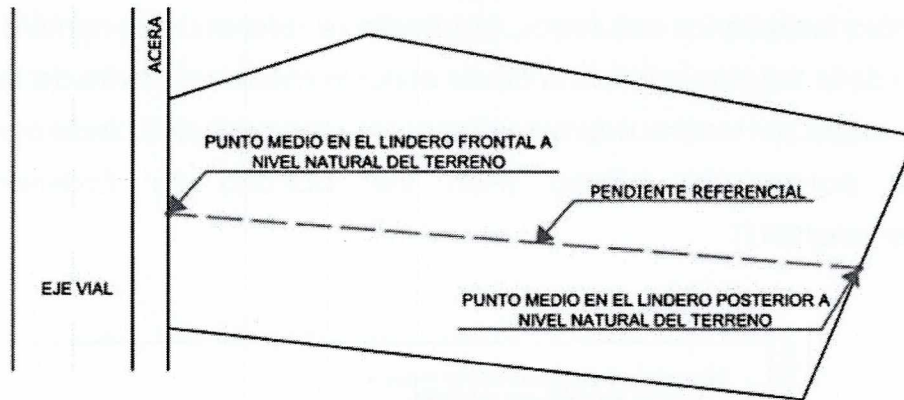 ACERA
PUNTO MEDIO EN EL LINDERO FRONTAL A
NIVEL NATURAL DEL TERRENO
PENDIENTE REFERENCIAL
EJE VIAL
PUNTO MEDIO EN EL LINDERO POSTERIOR A
NIVEL NATURAL DEL TERRENO